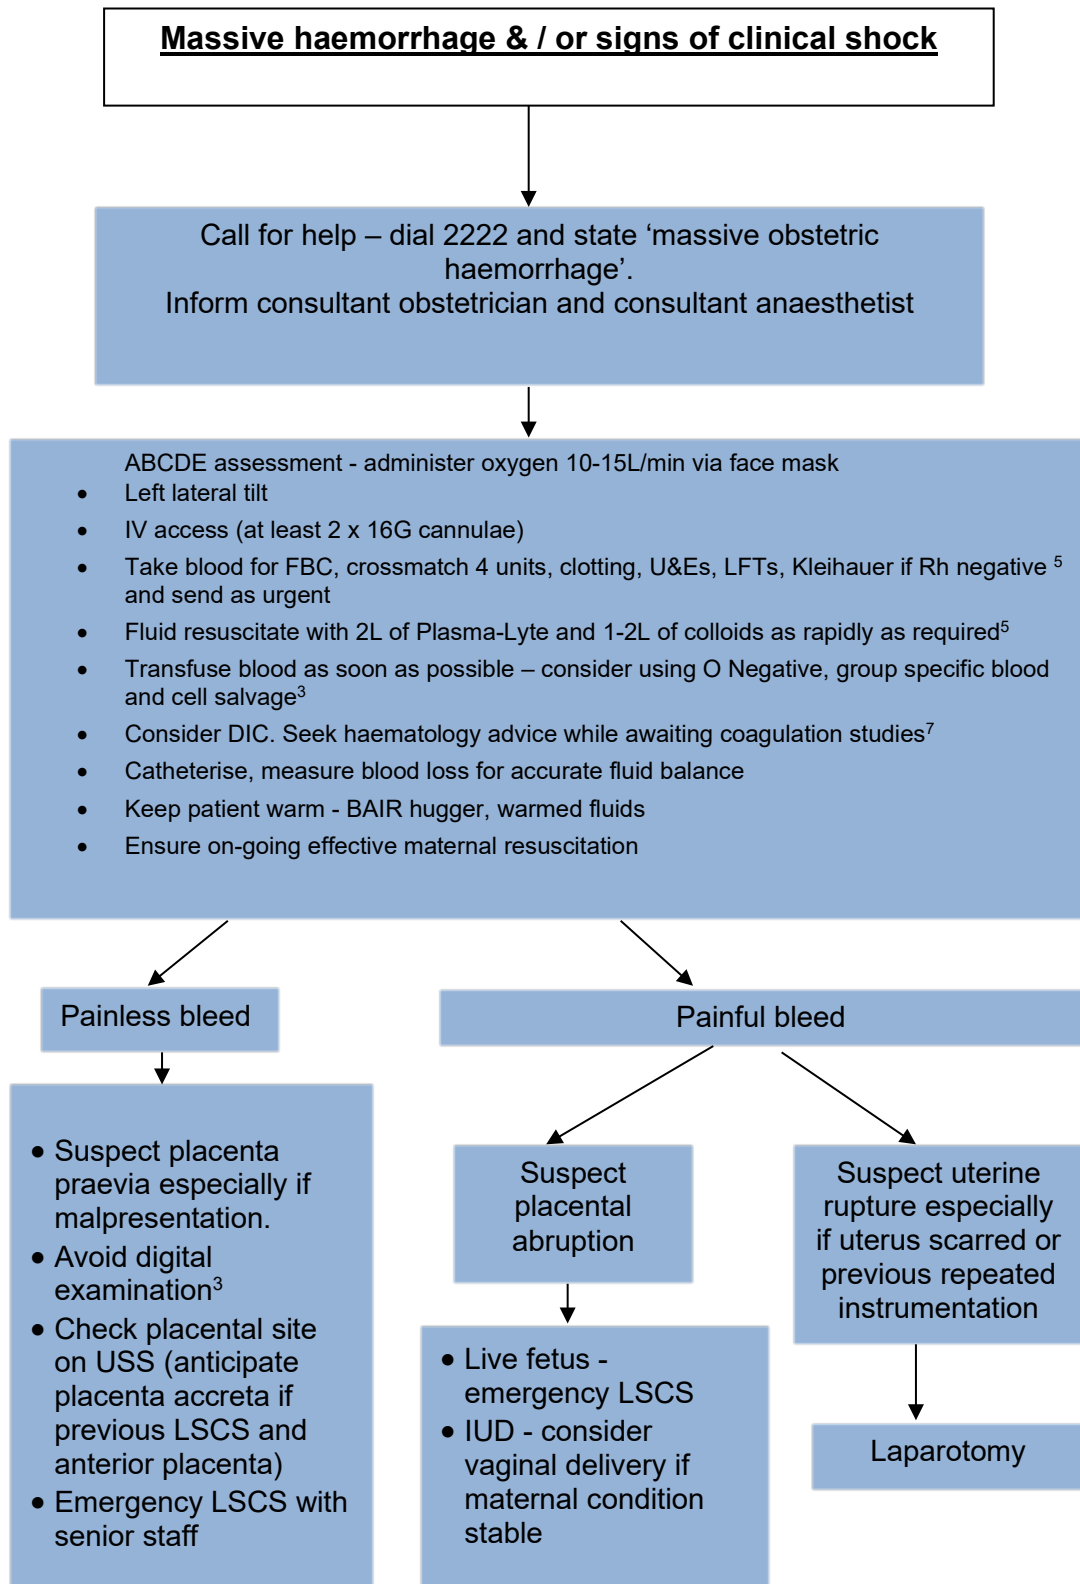 Massive haemorrhage & / or signs of clinical shock
Call for help – dial 2222 and state ‘massive obstetric
haemorrhage’.
Inform consultant obstetrician and consultant anaesthetist
ABCDE assessment - administer oxygen 10-15L/min via face mask
• Left lateral tilt
• IV access (at least 2 x 16G cannulae)
• Take blood for FBC, crossmatch 4 units, clotting, U&Es, LFTs, Kleihauer if Rh negative ⁵
and send as urgent
• Fluid resuscitate with 2L of Plasma-Lyte and 1-2L of colloids as rapidly as required⁵
• Transfuse blood as soon as possible – consider using O Negative, group specific blood
and cell salvage³
• Consider DIC. Seek haematology advice while awaiting coagulation studies⁷
• Catheterise, measure blood loss for accurate fluid balance
• Keep patient warm - BAIR hugger, warmed fluids
• Ensure on-going effective maternal resuscitation
Painless bleed
• Suspect placenta
praevia especially if
malpresentation.
• Avoid digital
examination³
• Check placental site
on USS (anticipate
placenta accreta if
previous LSCS and
anterior placenta)
• Emergency LSCS with
senior staff
Painful bleed
Suspect
placental
abruption
• Live fetus -
emergency LSCS
• IUD - consider
vaginal delivery if
maternal condition
stable
Suspect uterine
rupture especially
if uterus scarred or
previous repeated
instrumentation
Laparotomy